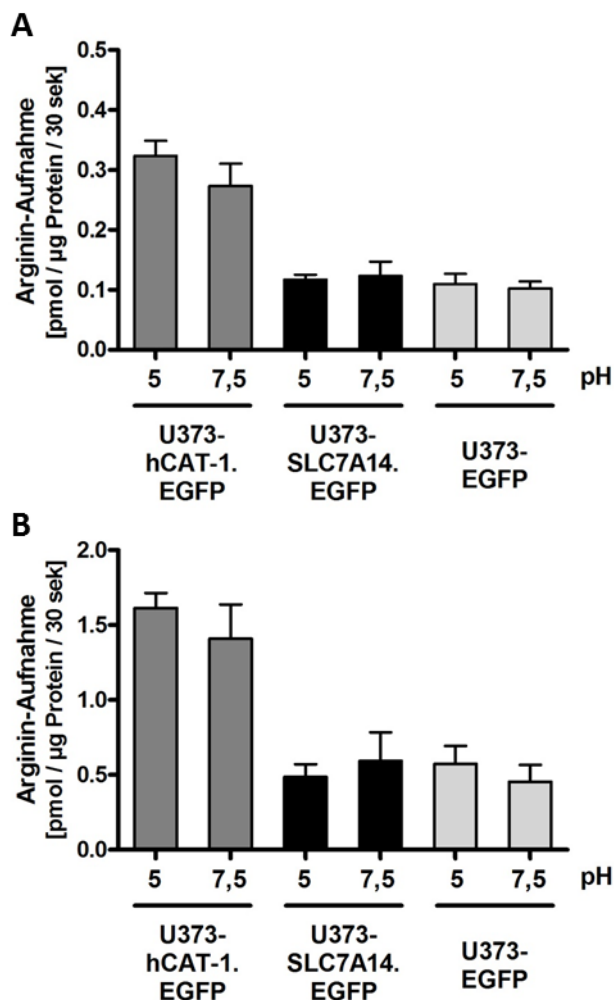 A
Arginin-Aufnahme
[pmol / µg Protein / 30 sek]
0.5
0.4
0.3
0.2
0.1
0.0
5 7,5 5 7,5 5 7,5 pH
U373-
hCAT-1.
EGFP
U373-
SLC7A14.
EGFP
U373-
EGFP
B
Arginin-Aufnahme
[pmol / µg Protein / 30 sek]
2.0
1.5
1.0
0.5
0.0
5 7,5 5 7,5 5 7,5 pH
U373-
hCAT-1.
EGFP
U373-
SLC7A14.
EGFP
U373-
EGFP